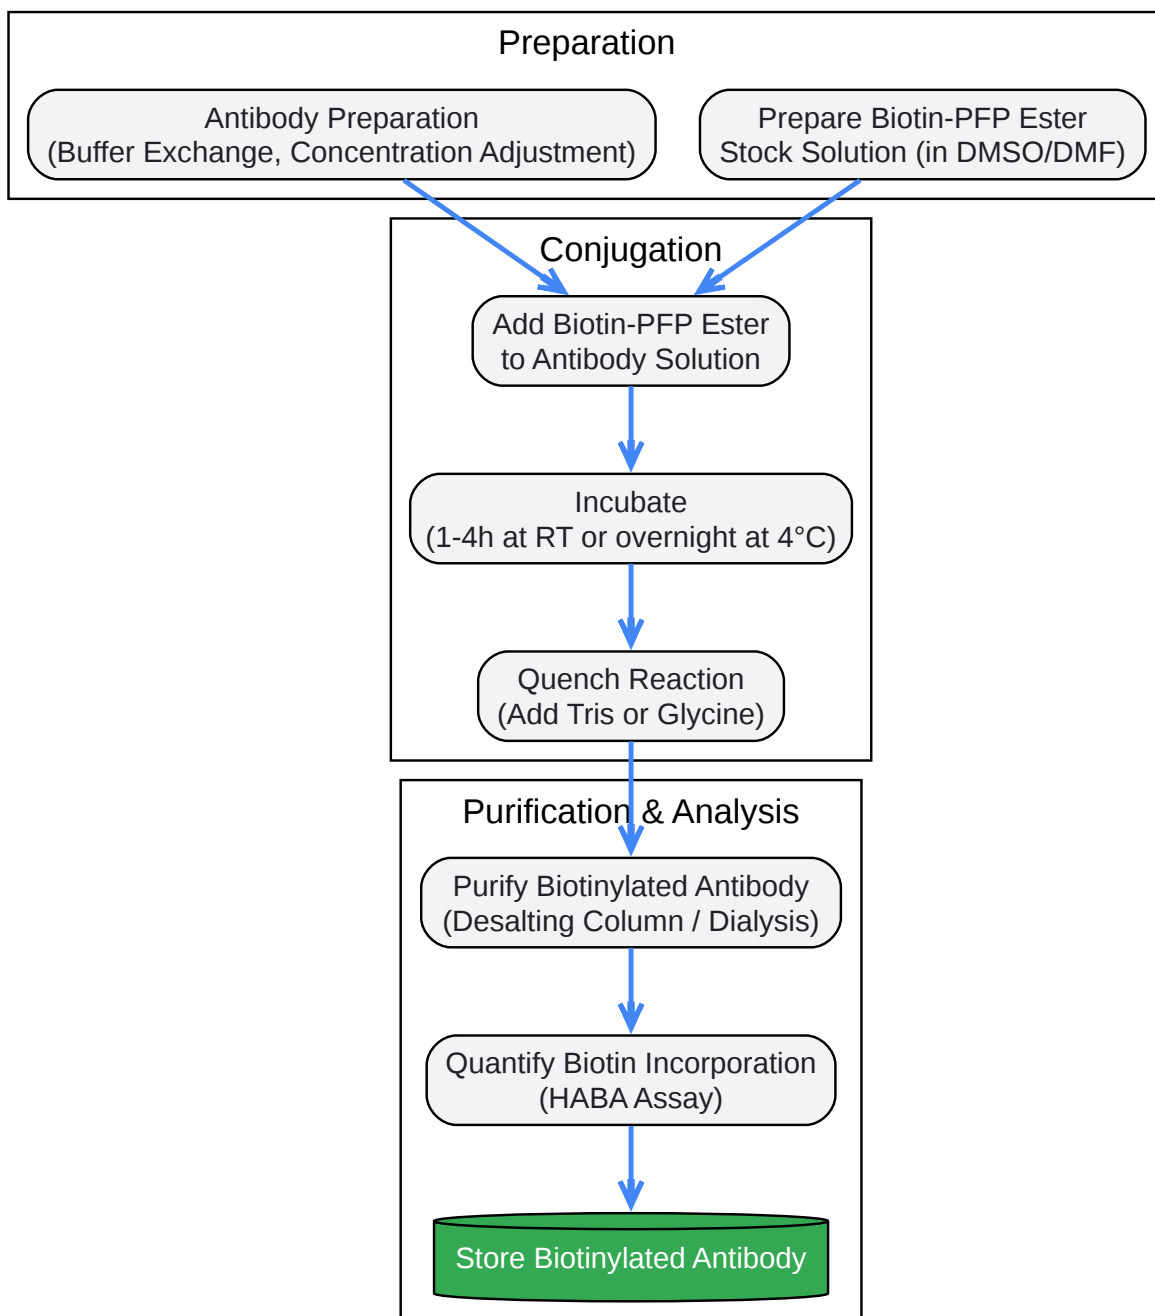 Preparation
Antibody Preparation
(Buffer Exchange, Concentration Adjustment)
Prepare Biotin-PFP Ester
Stock Solution (in DMSO/DMF)
Conjugation
Add Biotin-PFP Ester
to Antibody Solution
Incubate
(1-4h at RT or overnight at 4°C)
Quench Reaction
(Add Tris or Glycine)
Purification & Analysis
Purify Biotinylated Antibody
(Desalting Column / Dialysis)
Quantify Biotin Incorporation
(HABA Assay)
Store Biotinylated Antibody